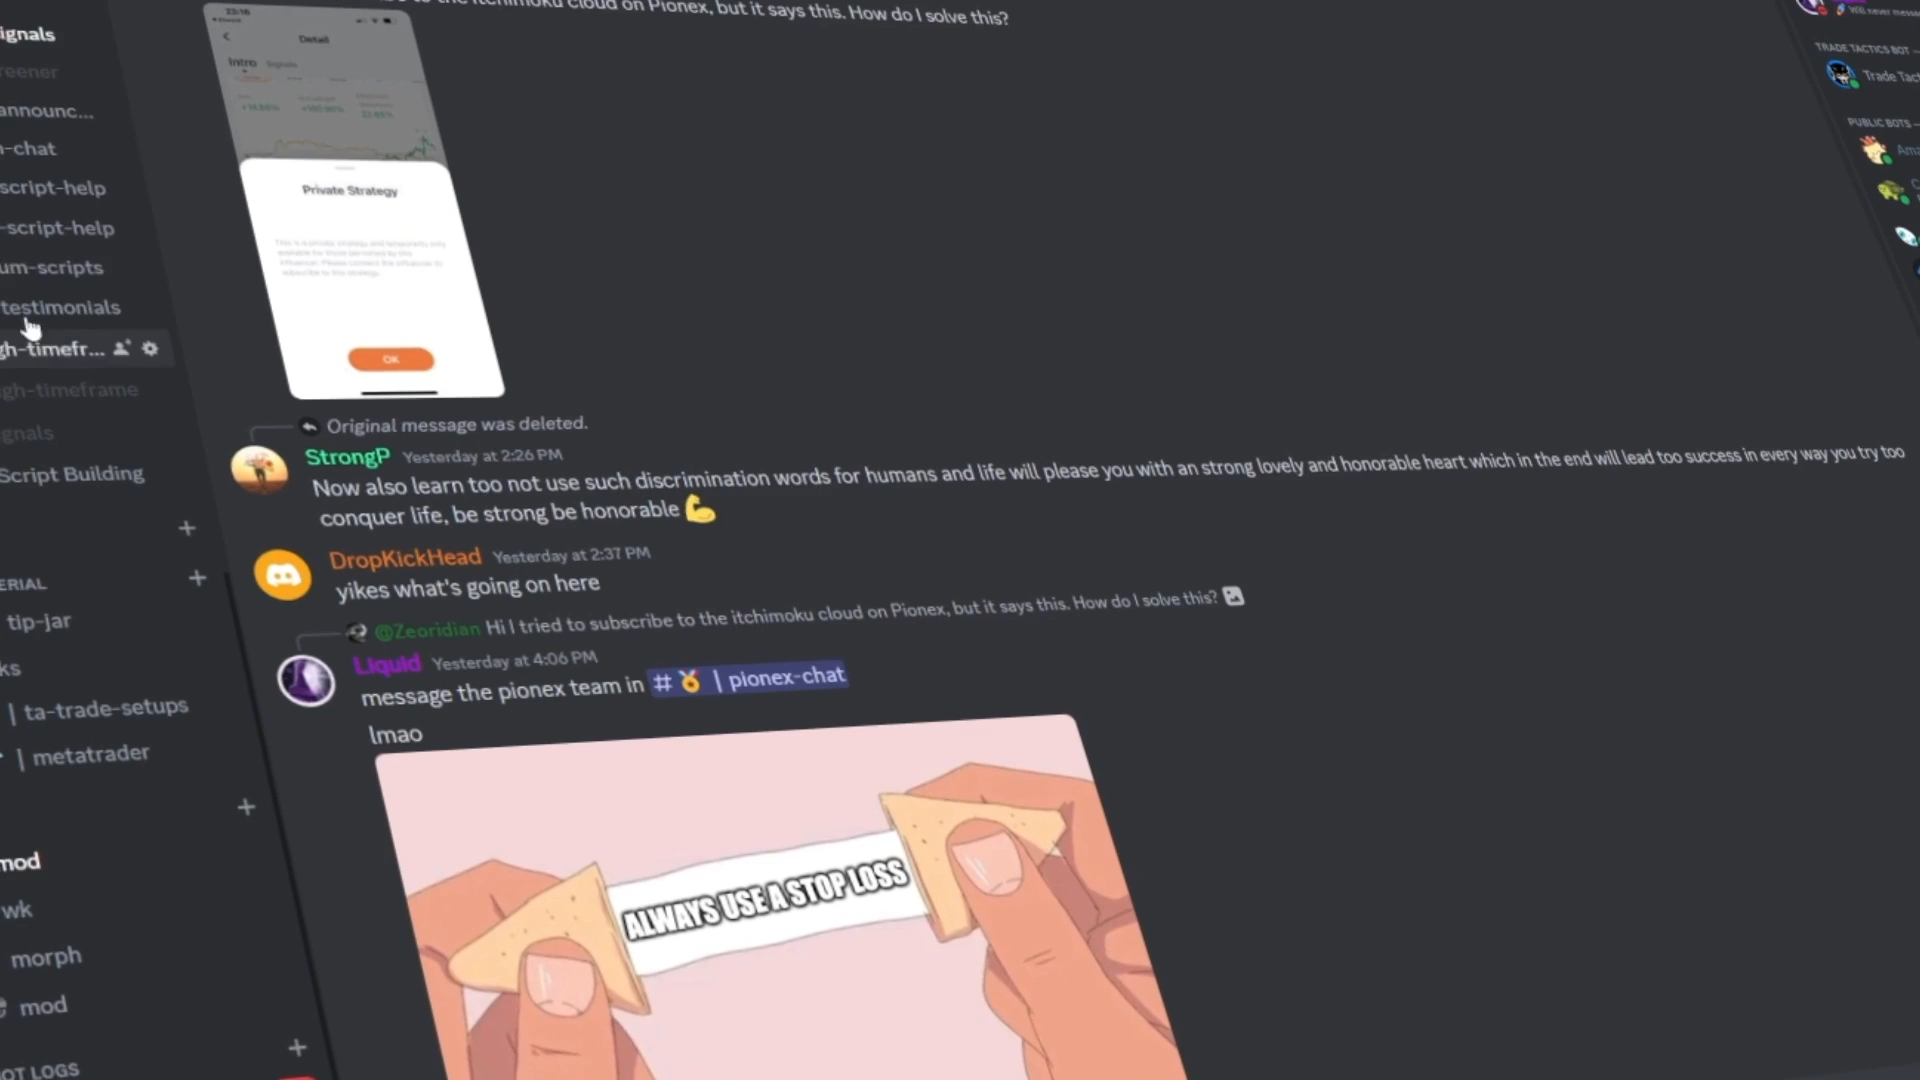 to the itchimoku cloud on Pionex, but it says this. How do I solve this?
ignals
announc...
-chat
script-help
-script-help
um-scripts
testimonials
gh-timefr...
gh-timeframe
gnals
Script Building
ERIAL
tip-jar
ks
| ta-trade-setups
| metatrader
mod
wk
morph
mod
OT LOGS
Detail
Intro Signals
Private Strategy
OK
Original message was deleted.
StrongP Yesterday at 2:26 PM
Now also learn too not use such discrimination words for humans and life will please you with an strong lovely and honorable heart which in the end will lead too success in every way you try too
conquer life, be strong be honorable 💪
DropKickHead Yesterday at 2:37 PM
yikes what's going on here
@Zeoridian Hi I tried to subscribe to the itchimoku cloud on Pionex, but it says this. How do I solve this?
Liquid Yesterday at 4:06 PM
message the pionex team in # 🏅 | pionex-chat
lmao
ALWAYS USE A STOP LOSS
TRADE TACTICS BOT —
Trade Tact
PUBLIC BOTS —
Ama